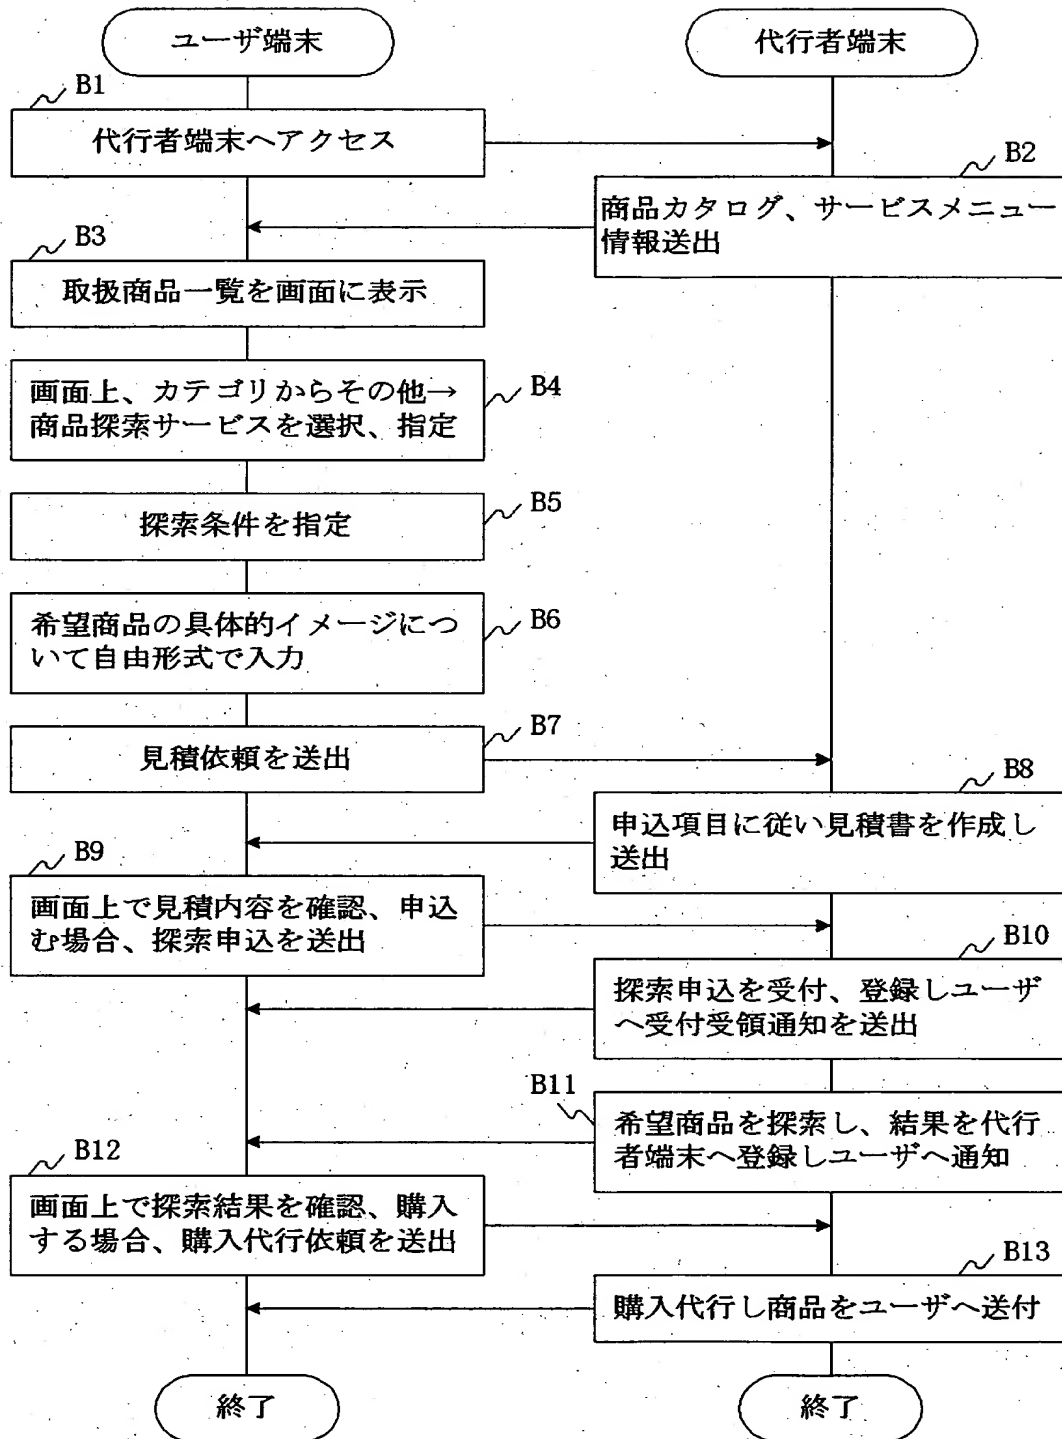 ユーザ端末
代行者端末
B1
代行者端末へアクセス
B2
商品カタログ、サービスメニュー
情報送出
B3
取扱商品一覧を画面に表示
B4
画面上、カテゴリからその他→
商品探索サービスを選択、指定
B5
探索条件を指定
B6
希望商品の具体的イメージにつ
いて自由形式で入力
B7
見積依頼を送出
B8
申込項目に従い見積書を作成し
送出
B9
画面上で見積内容を確認、申込
む場合、探索申込を送出
B10
探索申込を受付、登録しユーザ
へ受付受領通知を送出
B11
希望商品を探索し、結果を代行
者端末へ登録しユーザへ通知
B12
画面上で探索結果を確認、購入
する場合、購入代行依頼を送出
B13
購入代行し商品をユーザへ送付
終了
終了